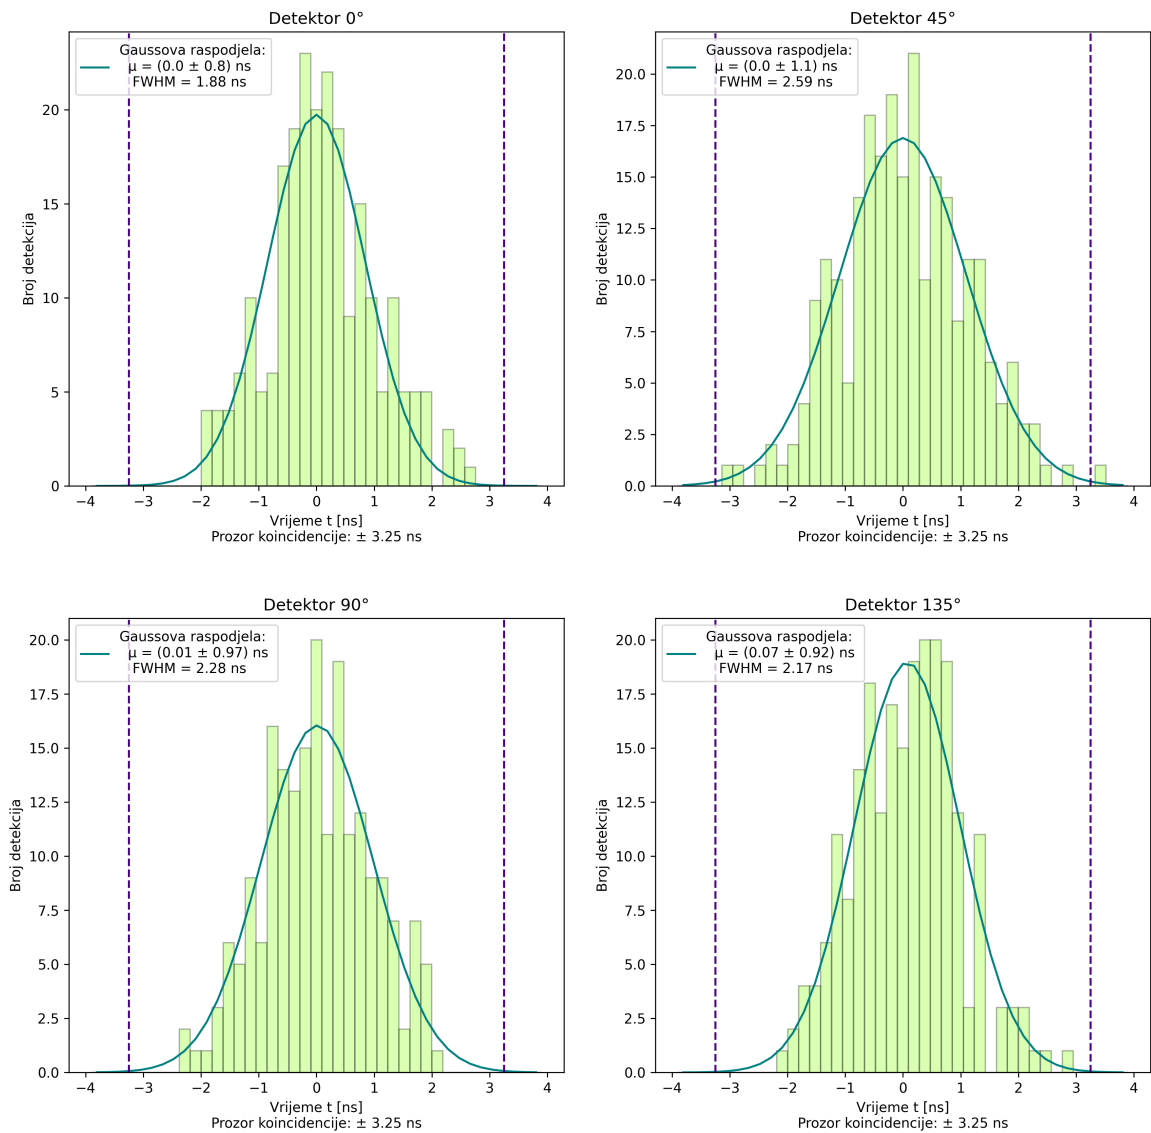 Detektor 0°
Gaussova raspodjela:
μ = (0.0 ± 0.8) ns
FWHM = 1.88 ns
Broj detekcija
20
15
10
5
0
−4 −3 −2 −1 0 1 2 3 4
Vrijeme t [ns]
Prozor koincidencije: ± 3.25 ns
Detektor 45°
Gaussova raspodjela:
μ = (0.0 ± 1.1) ns
FWHM = 2.59 ns
Broj detekcija
20.0
17.5
15.0
12.5
10.0
7.5
5.0
2.5
0.0
−4 −3 −2 −1 0 1 2 3 4
Vrijeme t [ns]
Prozor koincidencije: ± 3.25 ns
Detektor 90°
Gaussova raspodjela:
μ = (0.01 ± 0.97) ns
FWHM = 2.28 ns
Broj detekcija
20.0
17.5
15.0
12.5
10.0
7.5
5.0
2.5
0.0
−4 −3 −2 −1 0 1 2 3 4
Vrijeme t [ns]
Prozor koincidencije: ± 3.25 ns
Detektor 135°
Gaussova raspodjela:
μ = (0.07 ± 0.92) ns
FWHM = 2.17 ns
Broj detekcija
20.0
17.5
15.0
12.5
10.0
7.5
5.0
2.5
0.0
−4 −3 −2 −1 0 1 2 3 4
Vrijeme t [ns]
Prozor koincidencije: ± 3.25 ns